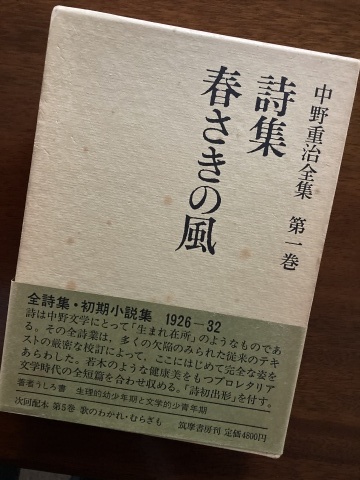 中野重治全集 第一巻
詩集
春さきの風
全詩集・初期小説集 1926—32
詩は中野文学にとって「生まれ在所」のようなものであ
る。その全詩業は、多くの欠陥のみられた従来のテキ
ストの厳密な校訂によって、ここにはじめて完全な姿を
あらわした。若木のような健康美をもつプロレタリア
文学時代の全短篇を合わせ収める。「詩初出形」を付す。
著者うしろ書 生理的幼少年期と文学的少青年期
次回配本 第5巻 歌のわかれ・むらぎも 筑摩書房刊 定価4800円